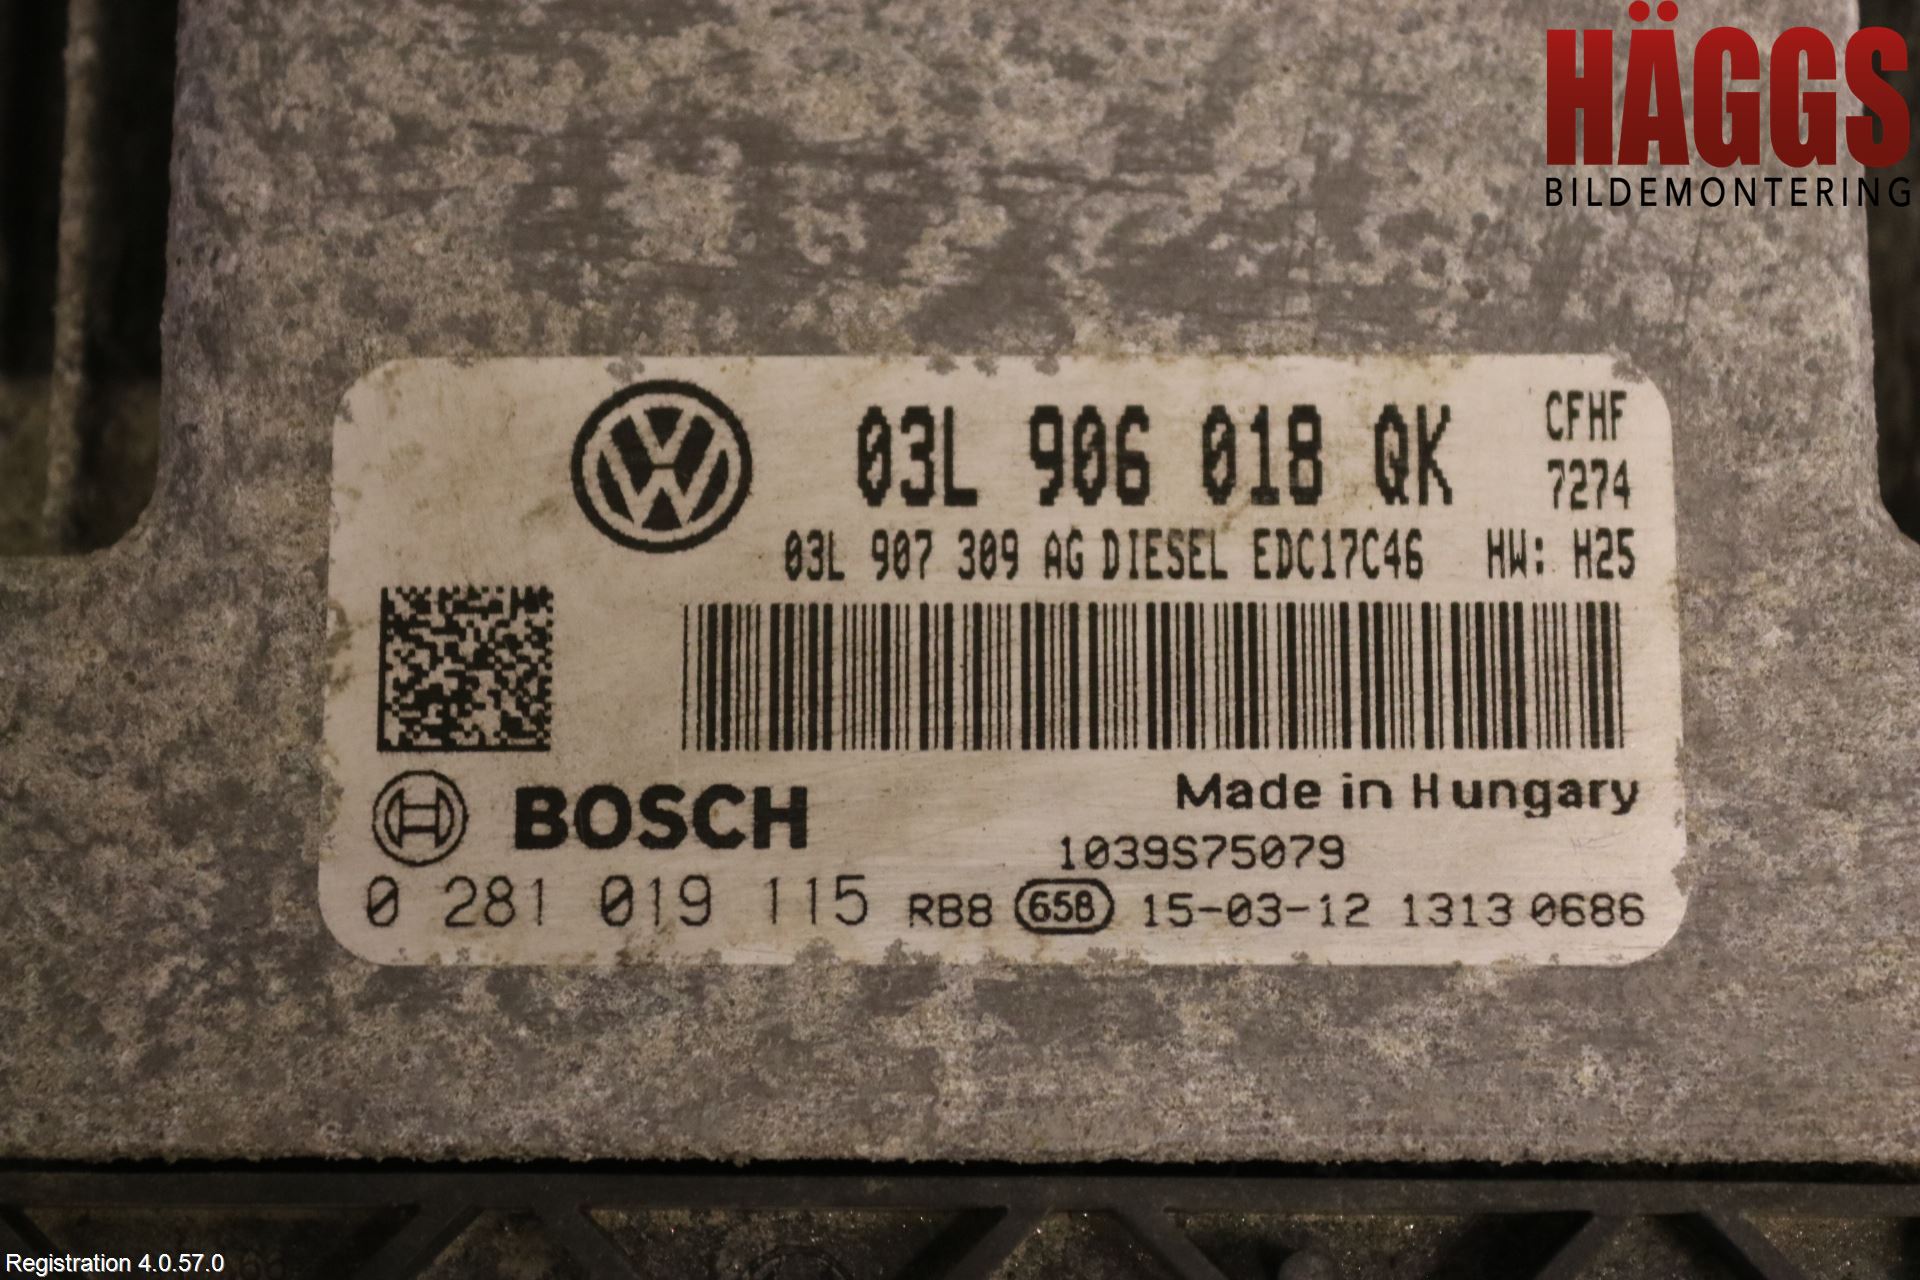 HÄGGS
BILDEMONTERING
03L 906 018 QK
CFHF
7274
03L 907 309 AG DIESEL EDC17C46 HW: H25
BOSCH
Made in Hungary
1039S75079
0 281 019 115 RB8 658 15-03-12 1313 0686
Registration 4.0.57.0